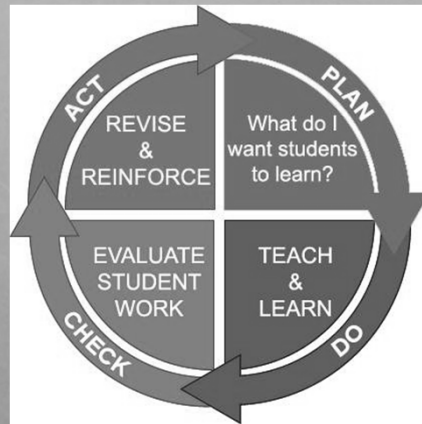 PLAN
What do I
want students
to learn?
DO
TEACH
&
LEARN
CHECK
EVALUATE
STUDENT
WORK
ACT
REVISE
&
REINFORCE